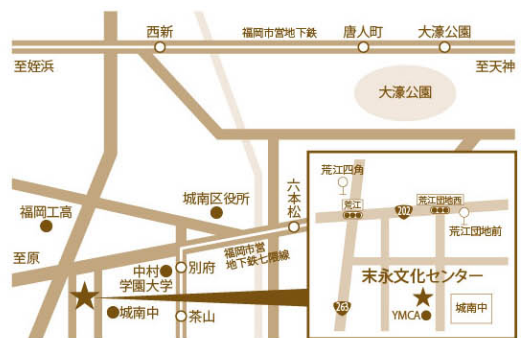 西新
福岡市営地下鉄
唐人町
大濠公園
至姪浜
至天神
大濠公園
城南区役所
六本松
福岡工高
至原
福岡市営
地下鉄七隈線
中村
学園大学
別府
城南中
茶山
荒江四角
荒江
202
荒江団地西
荒江団地前
末永文化センター
263
YMCA
城南中